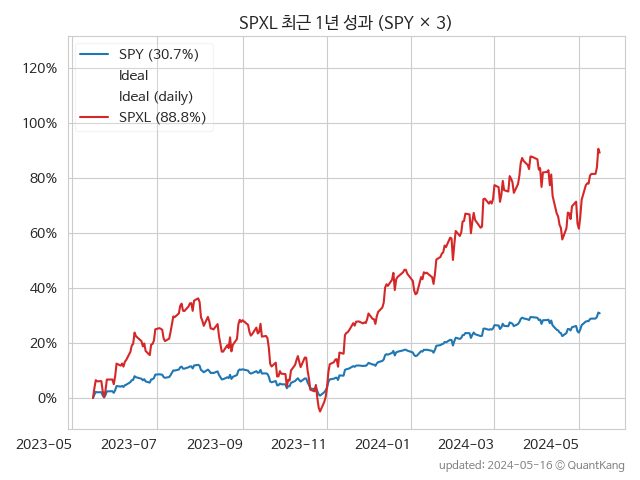 SPXL 최근 1년 성과 (SPY × 3)
SPY (30.7%)
Ideal
Ideal (daily)
SPXL (88.8%)
120%
100%
80%
60%
40%
20%
0%
2023-05 2023-07 2023-09 2023-11 2024-01 2024-03 2024-05
updated: 2024-05-16 © QuantKang